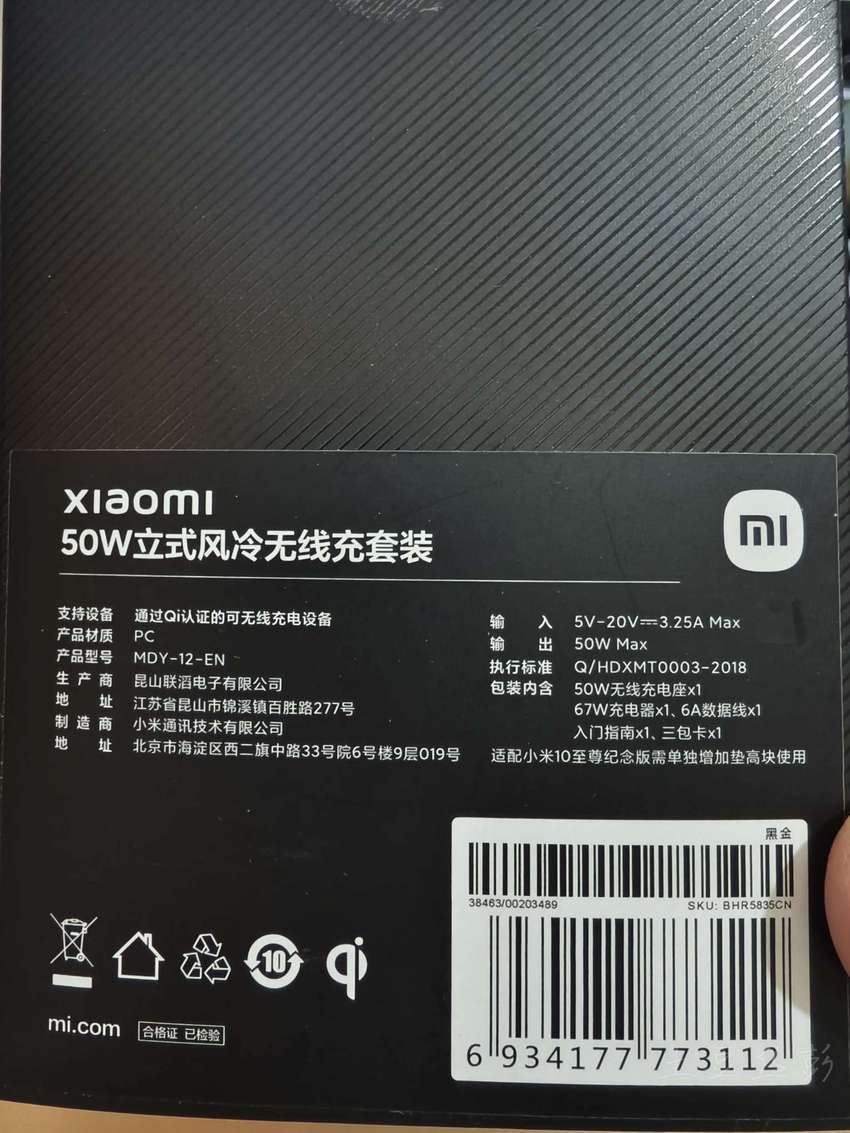 xiaomi
50W立式风冷无线充套装
mi
支持设备 通过Qi认证的可无线充电设备
产品材质 PC
产品型号 MDY-12-EN
生产商 昆山联滔电子有限公司
地址 江苏省昆山市锦溪镇百胜路277号
制造商 小米通讯技术有限公司
地址 北京市海淀区西二旗中路33号院6号楼9层019号
输入 5V-20V⎓3.25A Max
输出 50W Max
执行标准 Q/HDXMT0003-2018
包装内含 50W无线充电座x1
67W充电器x1、6A数据线x1
入门指南x1、三包卡x1
适配小米10至尊纪念版需单独增加垫高块使用
黑金
38463/00203489 SKU: BHR5835CN
6 934177 773112
10
qi
mi.com
合格证 已检验